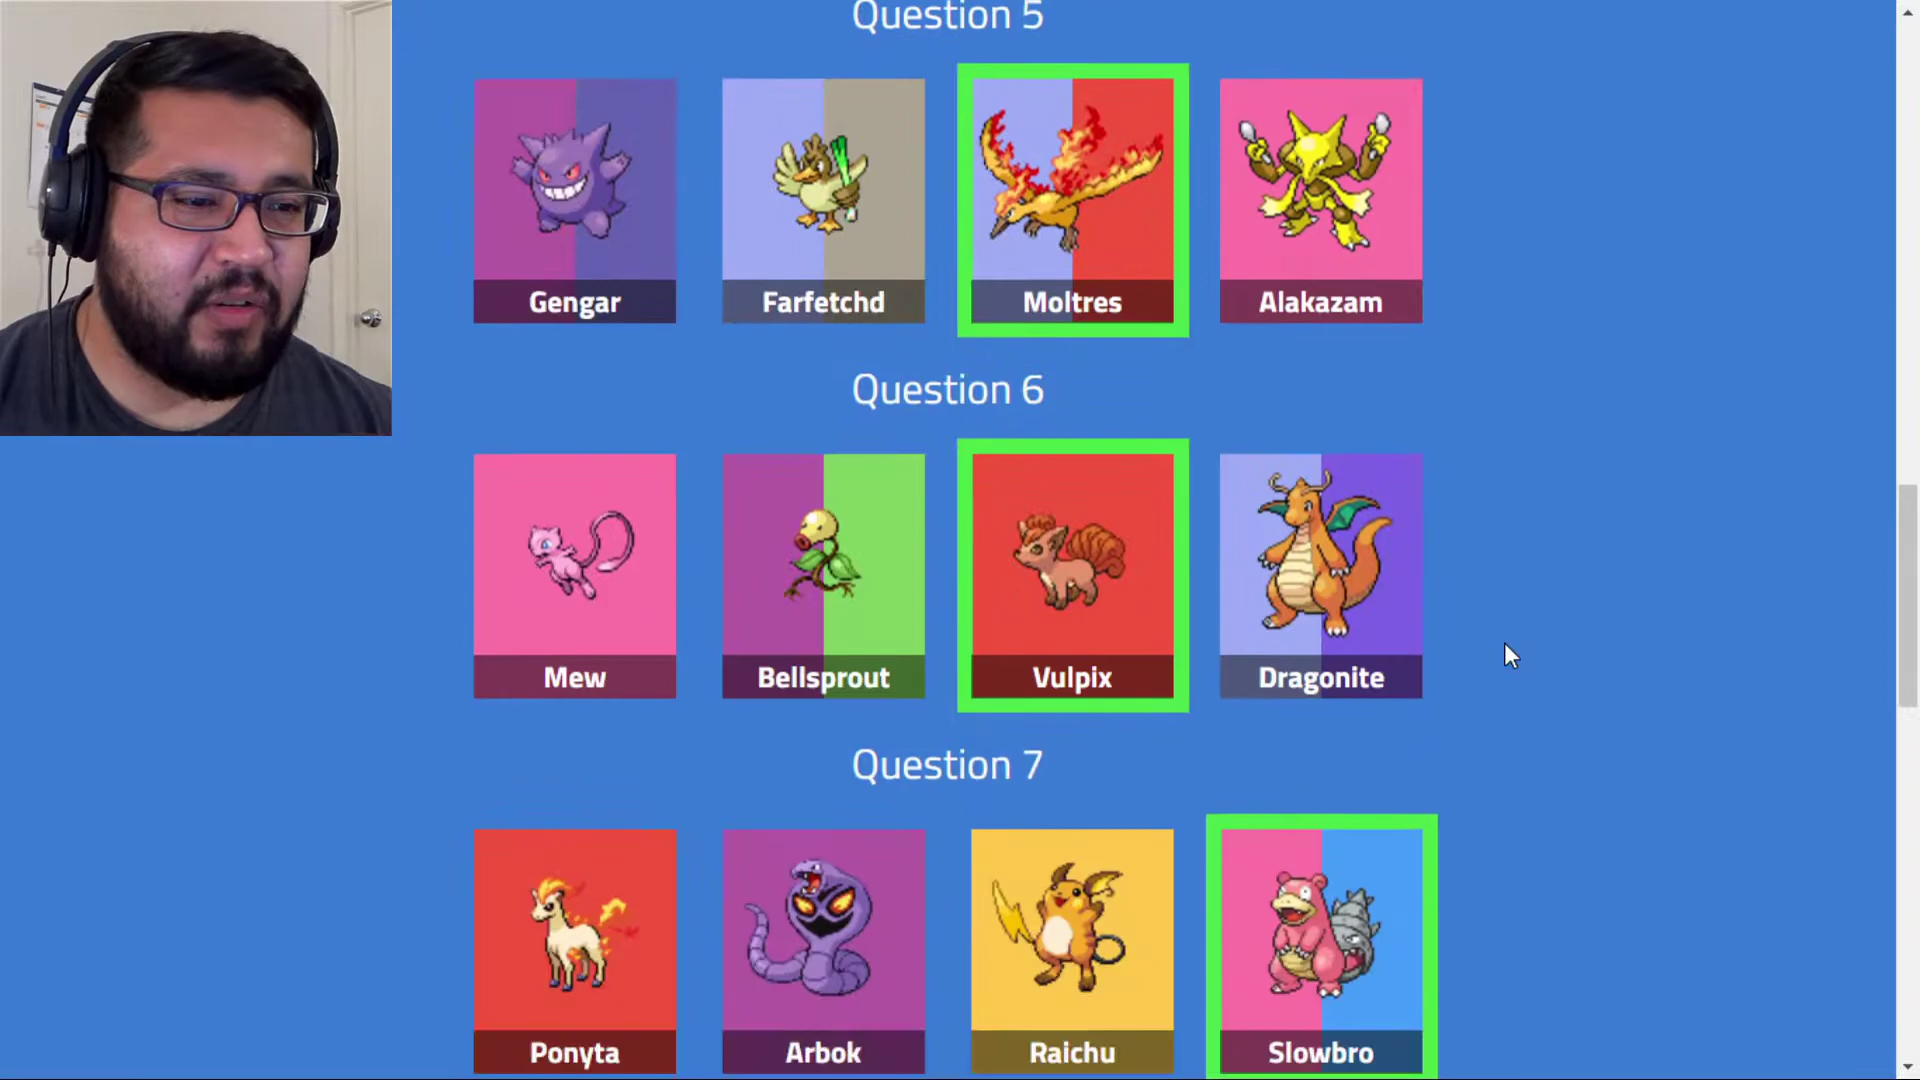 Question 5
Gengar
Farfetchd
Moltres
Alakazam
Question 6
Mew
Bellsprout
Vulpix
Dragonite
Question 7
Ponyta
Arbok
Raichu
Slowbro